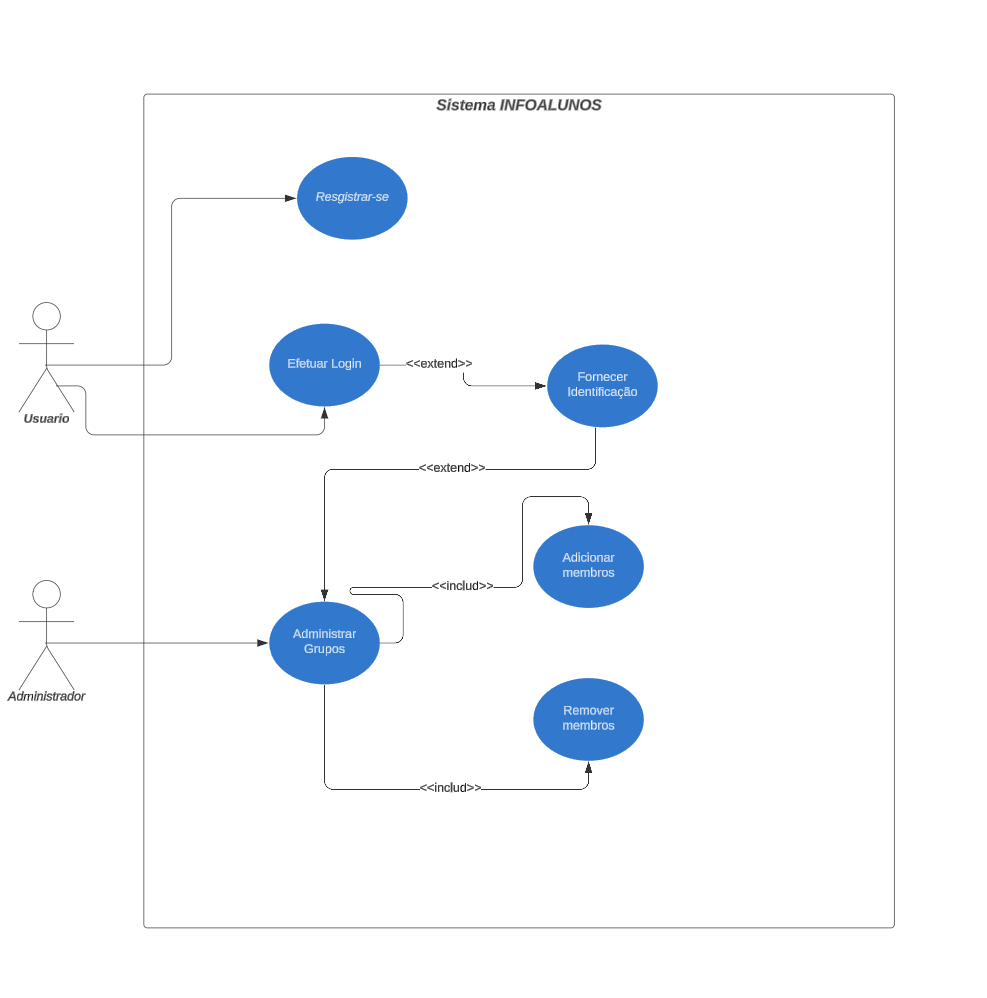 Sistema INFOALUNOS
Resgistrar-se
Efetuar Login
<<extend>>
Fornecer
Identificação
Usuario
<<extend>>
Adicionar
membros
<<includ>>
Administrar
Grupos
Administrador
Remover
membros
<<includ>>